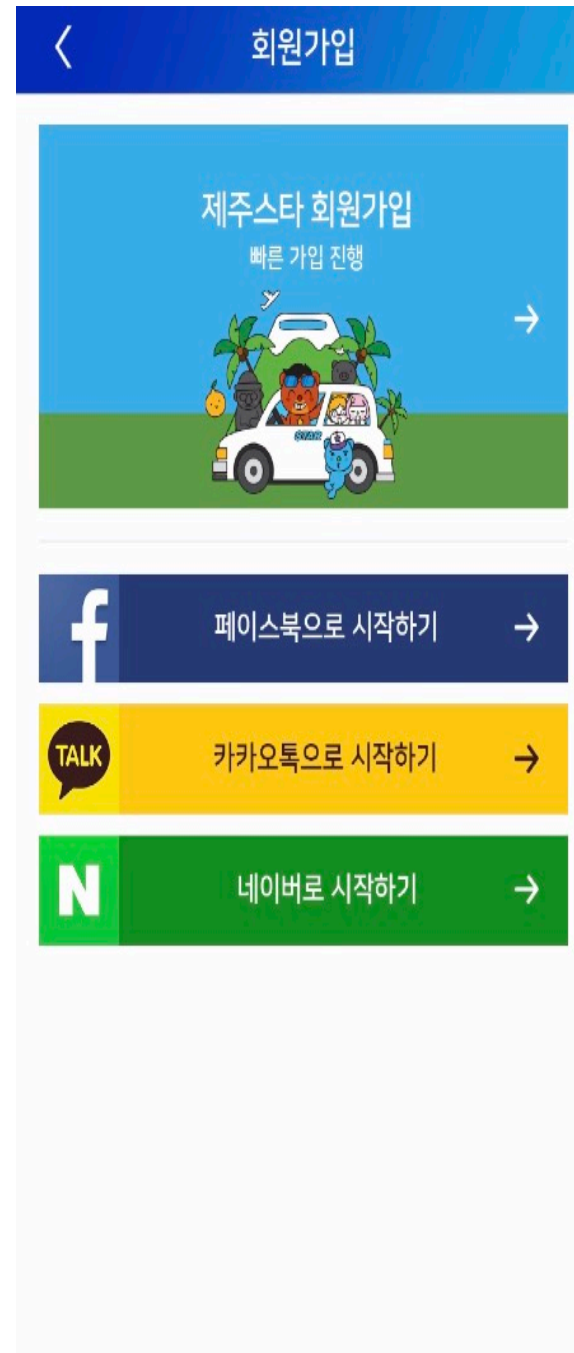 회원가입
제주스타 회원가입
빠른 가입 진행
STAR
f
페이스북으로 시작하기
TALK
카카오톡으로 시작하기
N
네이버로 시작하기